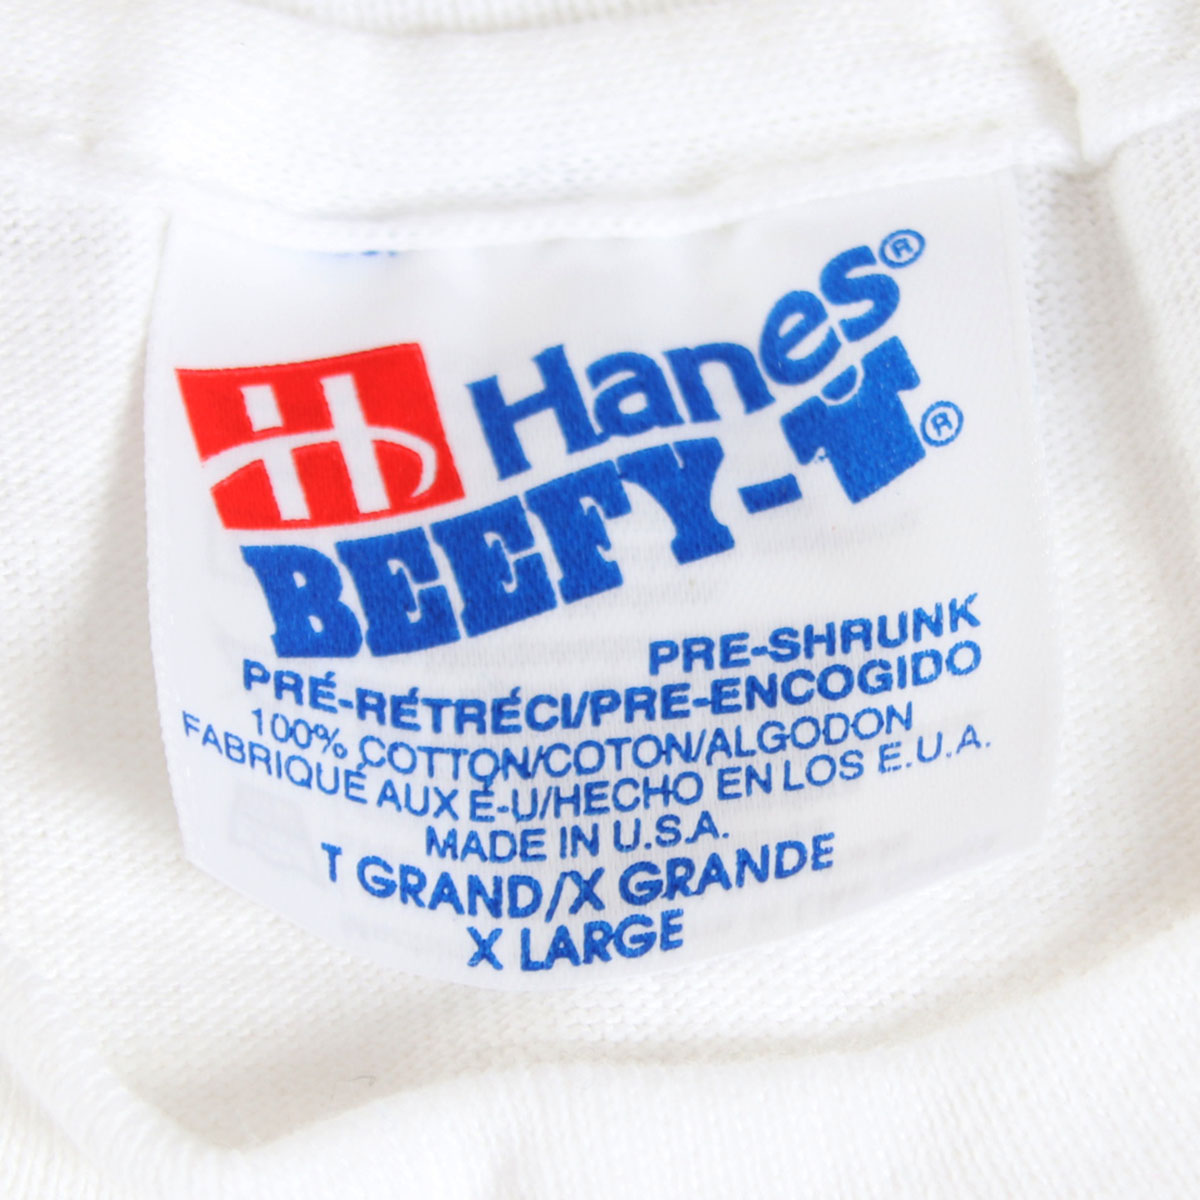 Hanes®
BEEFY-T®
PRE-SHRUNK
PRÉ-RÉTRÉCI/PRE-ENCOGIDO
100% COTTON/COTON/ALGODON
FABRIQUÉ AUX É-U/HECHO EN LOS E.U.A.
MADE IN U.S.A.
T GRAND/X GRANDE
X LARGE